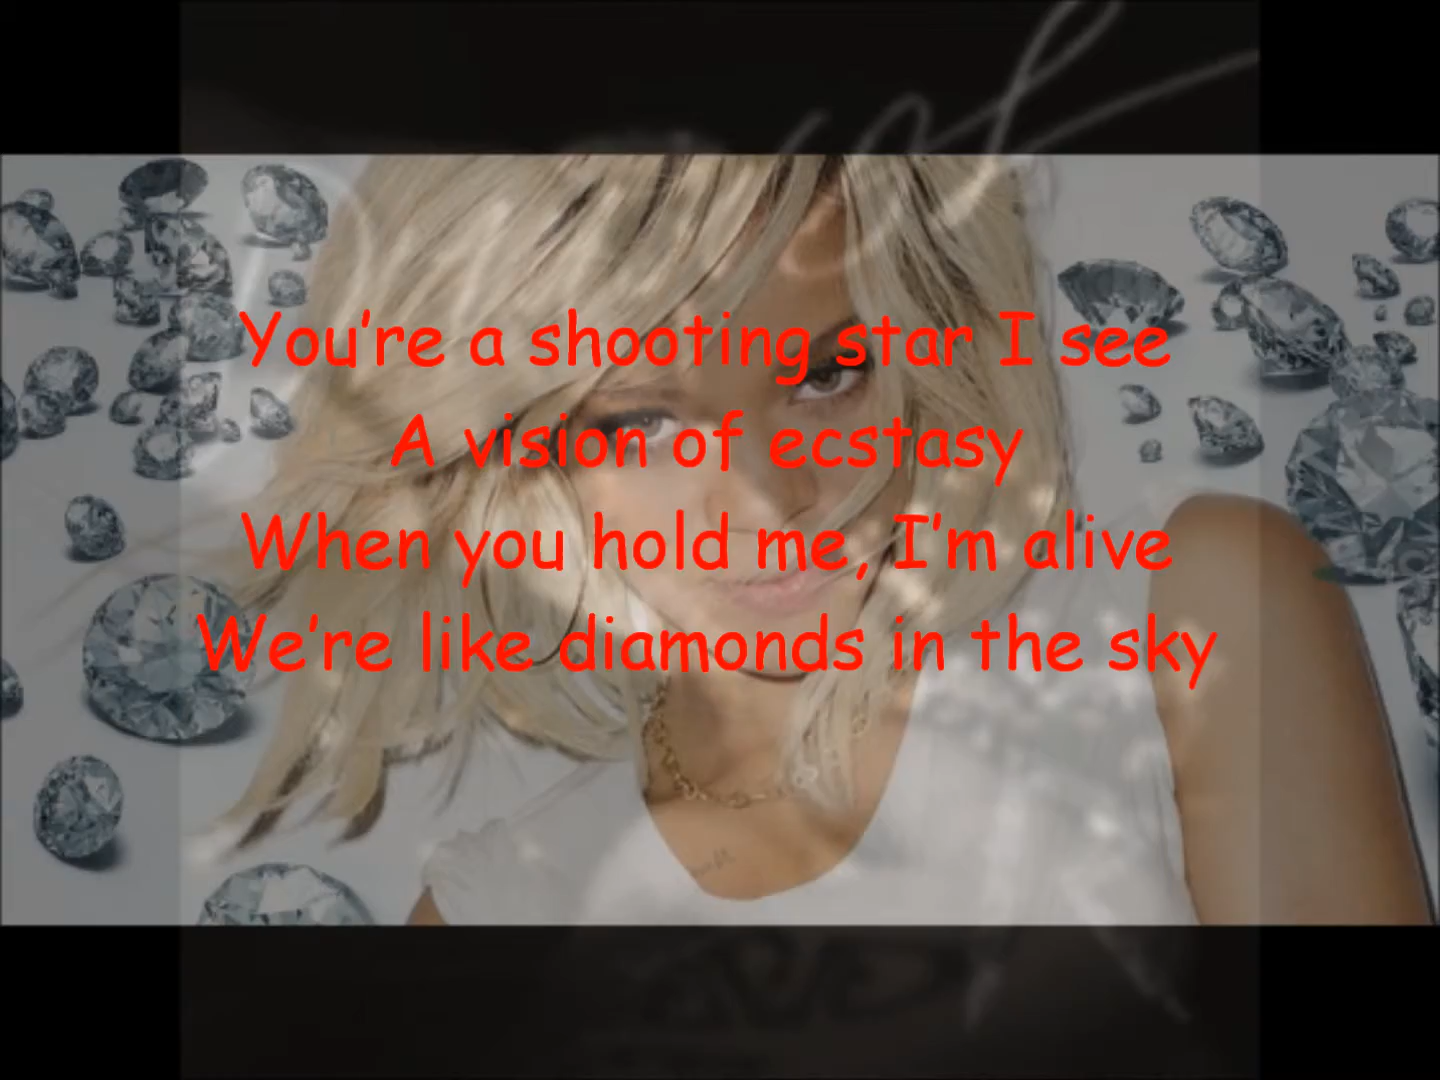 You're a shooting star I see
A vision of ecstasy
When you hold me, I'm alive
We're like diamonds in the sky